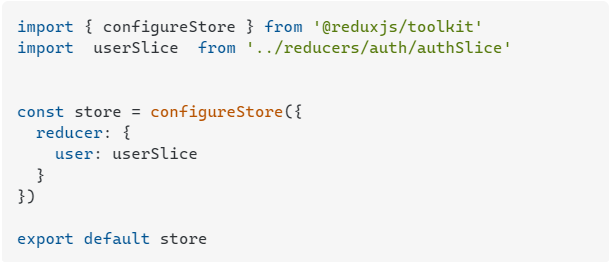 import { configureStore } from '@reduxjs/toolkit'
import  userSlice  from '../reducers/auth/authSlice'
const store = configureStore({
  reducer: {
    user: userSlice
  }
})
export default store